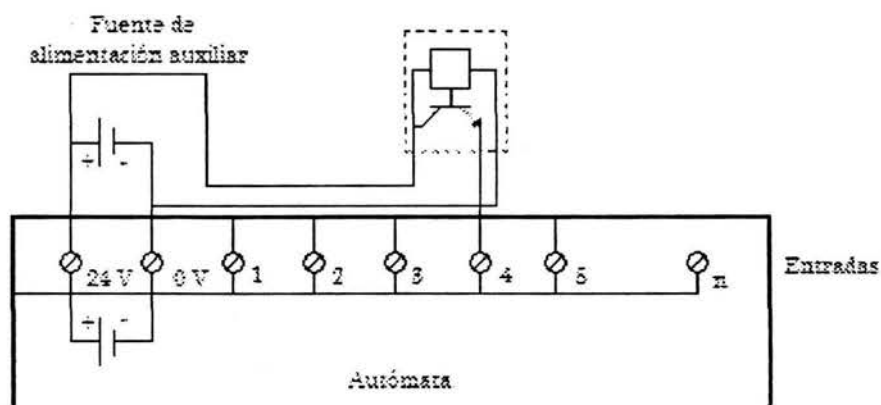 Fuente de
alimentación auxiliar
+ -
24 V 0 V 1 2 3 4 5 n
Entradas
+ -
Autómata